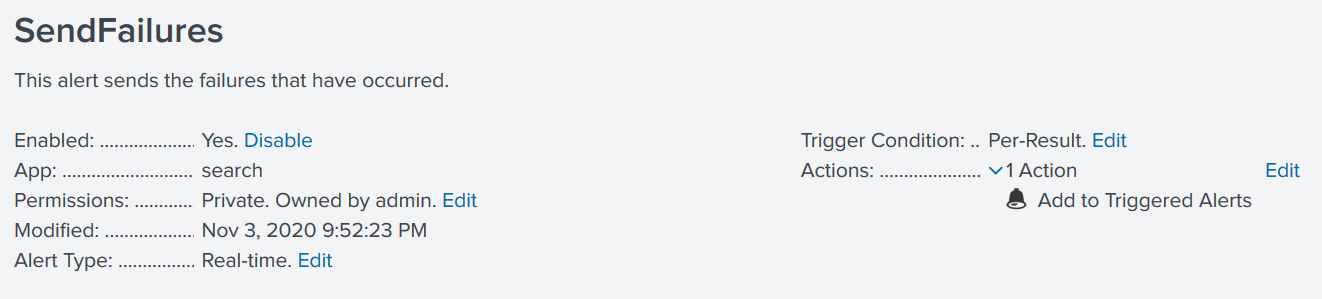 SendFailures
This alert sends the failures that have occurred.
Enabled: .................... Yes. Disable
App: ........................... search
Permissions: ............ Private. Owned by admin. Edit
Modified: ................... Nov 3, 2020 9:52:23 PM
Alert Type: ................ Real-time. Edit
Trigger Condition: .. Per-Result. Edit
Actions: ..................... 1 Action Edit
Add to Triggered Alerts